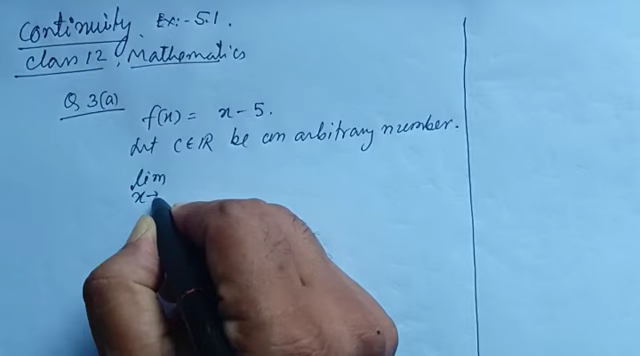 Continuity. Ex:- 5.1.
Class 12, Mathematics
Q 3(a)
f(x) = x - 5.
Let C∈R be an arbitrary number.
lim
x→